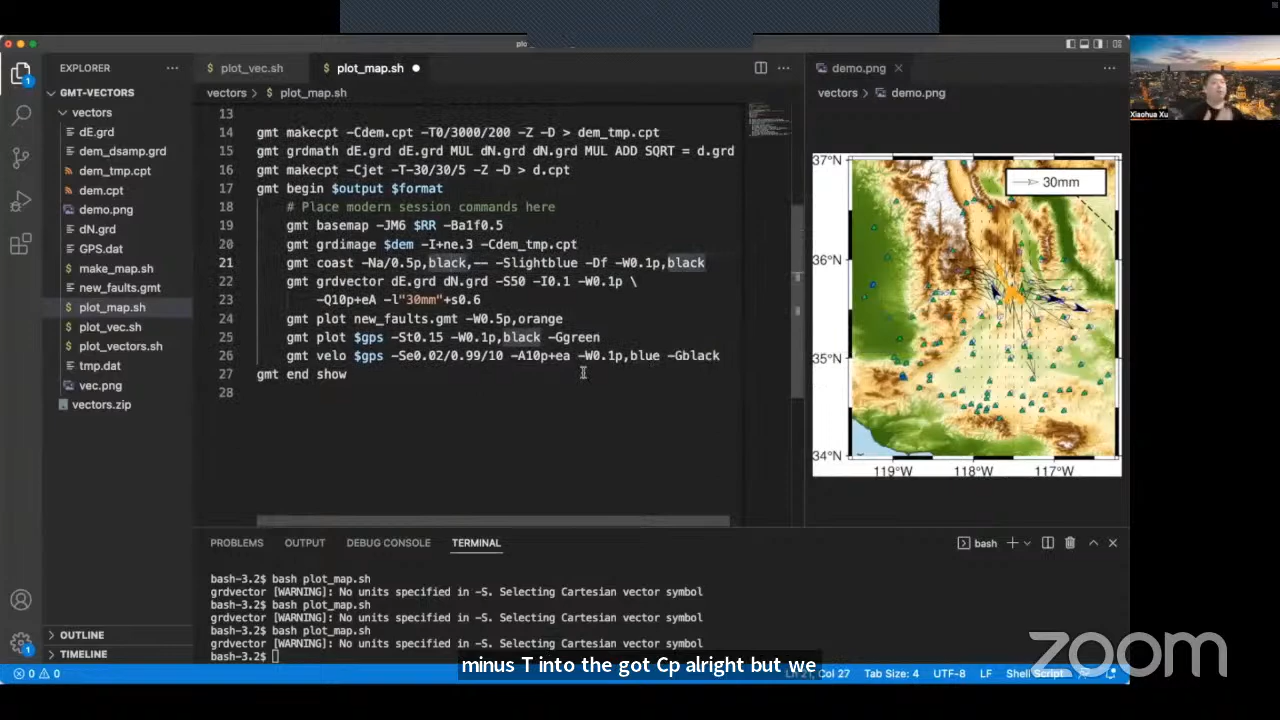 plo
EXPLORER
GMT-VECTORS
vectors
dE.grd
dem_dsamp.grd
dem_tmp.cpt
dem.cpt
demo.png
dN.grd
GPS.dat
make_map.sh
new_faults.gmt
plot_map.sh
plot_vec.sh
plot_vectors.sh
tmp.dat
vec.png
vectors.zip
OUTLINE
TIMELINE
plot_vec.sh
plot_map.sh
vectors > plot_map.sh
13
14 gmt makecpt -Cdem.cpt -T0/3000/200 -Z -D > dem_tmp.cpt
15 gmt grdmath dE.grd dE.grd MUL dN.grd dN.grd MUL ADD SQRT = d.grd
16 gmt makecpt -Cjet -T-30/30/5 -Z -D > d.cpt
17 gmt begin $output $format
18 # Place modern session commands here
19 gmt basemap -JM6 $RR -Ba1f0.5
20 gmt grdimage $dem -I+ne.3 -Cdem_tmp.cpt
21 gmt coast -Na/0.5p,black,-- -Slightblue -Df -W0.1p,black
22 gmt grdvector dE.grd dN.grd -S50 -I0.1 -W0.1p \
23 -Q10p+eA -l"30mm"+s0.6
24 gmt plot new_faults.gmt -W0.5p,orange
25 gmt plot $gps -St0.15 -W0.1p,black -Ggreen
26 gmt velo $gps -Se0.02/0.99/10 -A10p+ea -W0.1p,blue -Gblack
27 gmt end show
28
demo.png
vectors > demo.png
37°N
30mm
36°N
35°N
34°N
119°W 118°W 117°W
PROBLEMS OUTPUT DEBUG CONSOLE TERMINAL
bash
bash-3.2$ bash plot_map.sh
grdvector [WARNING]: No units specified in -S. Selecting Cartesian vector symbol
bash-3.2$ bash plot_map.sh
grdvector [WARNING]: No units specified in -S. Selecting Cartesian vector symbol
bash-3.2$ bash plot_map.sh
grdvector [WARNING]: No units specified in -S. Selecting Cartesian vector symbol
bash-3.2$
minus T into the got Cp alright but we
0 0
Ln 21, Col 27 Tab Size: 4 UTF-8 LF Shell Script
Xiaohua Xu
zoom
1
1